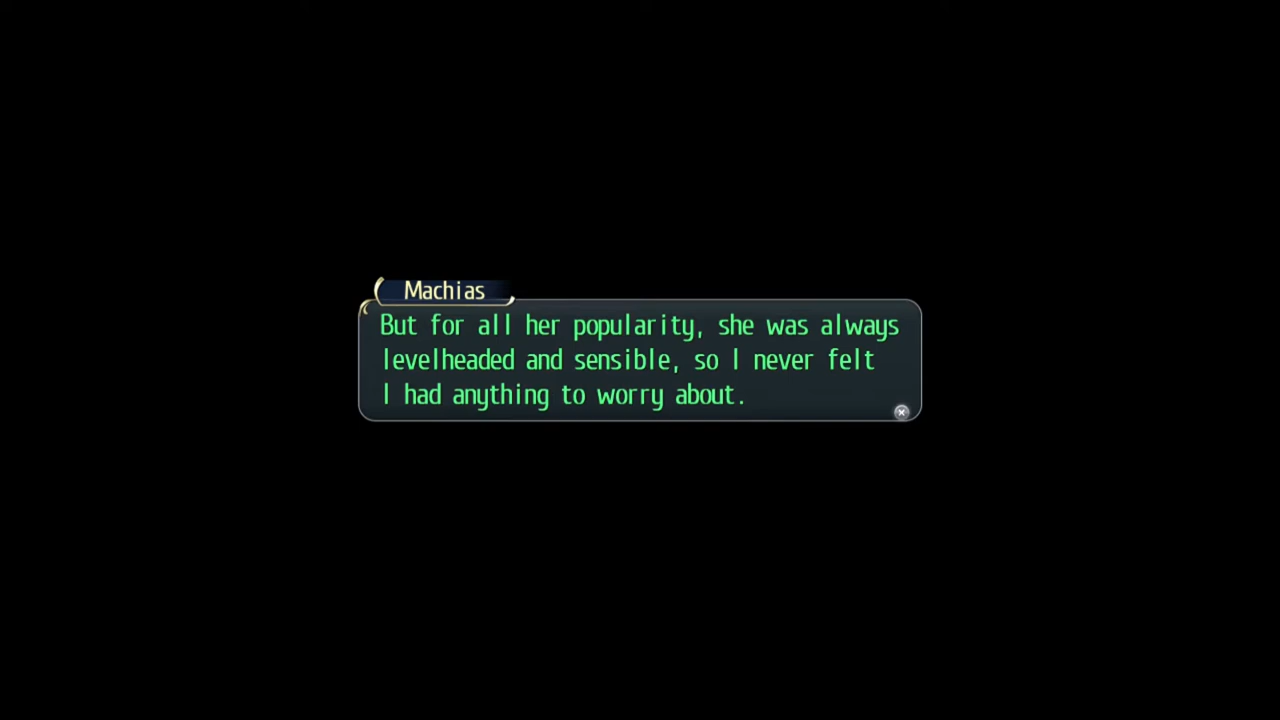 Machias
But for all her popularity, she was always
levelheaded and sensible, so I never felt
I had anything to worry about.